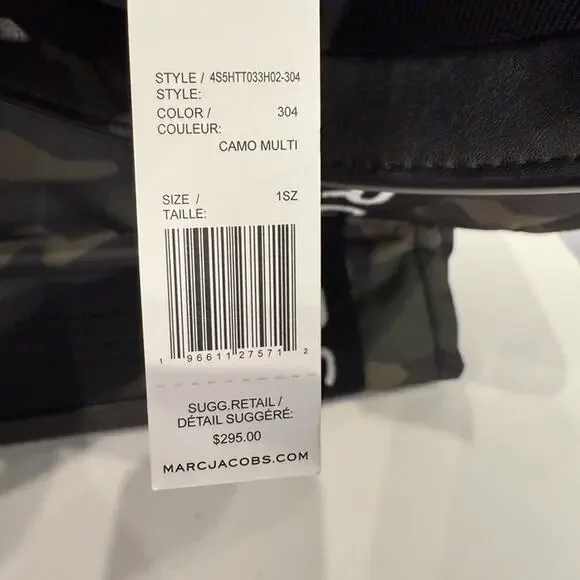 STYLE / 4S5HTT033H02-304
STYLE:
COLOR / 304
COULEUR:
CAMO MULTI
SIZE / 1SZ
TAILLE:
1 96611 27571 2
SUGG.RETAIL /
DÉTAIL SUGGÉRÉ:
$295.00
MARCJACOBS.COM